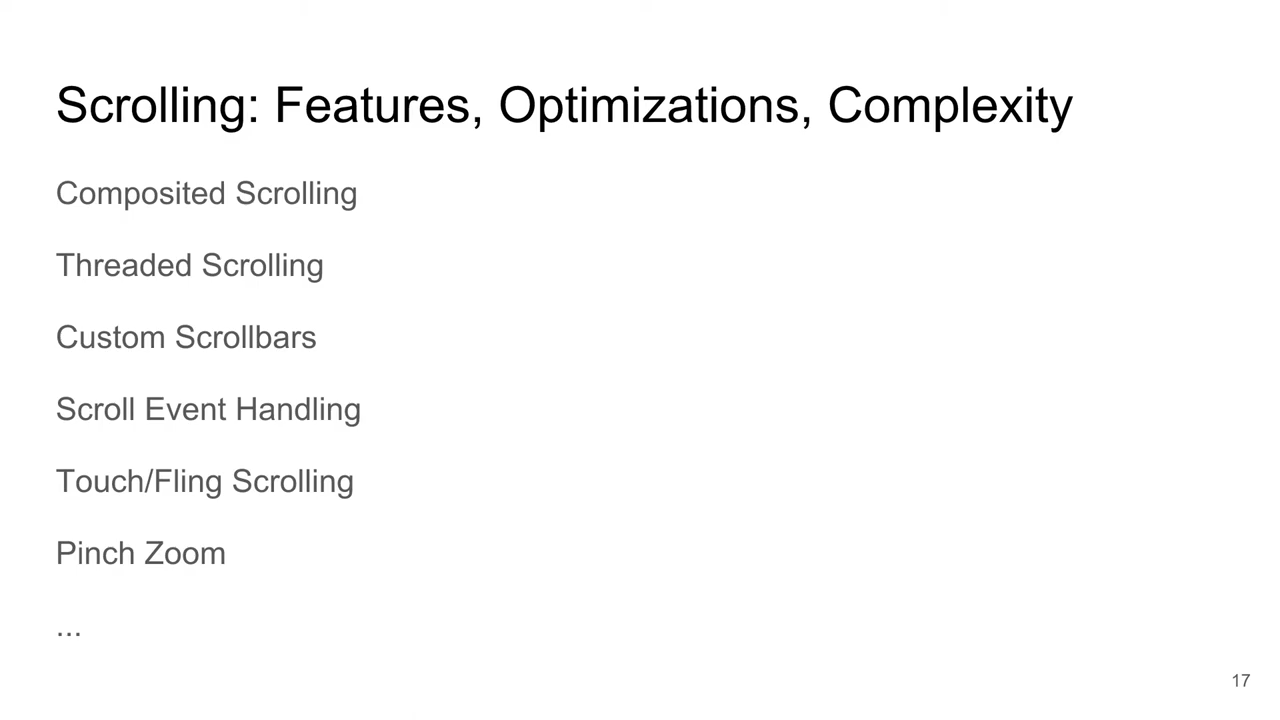 Scrolling: Features, Optimizations, Complexity
Composited Scrolling
Threaded Scrolling
Custom Scrollbars
Scroll Event Handling
Touch/Fling Scrolling
Pinch Zoom
...
17